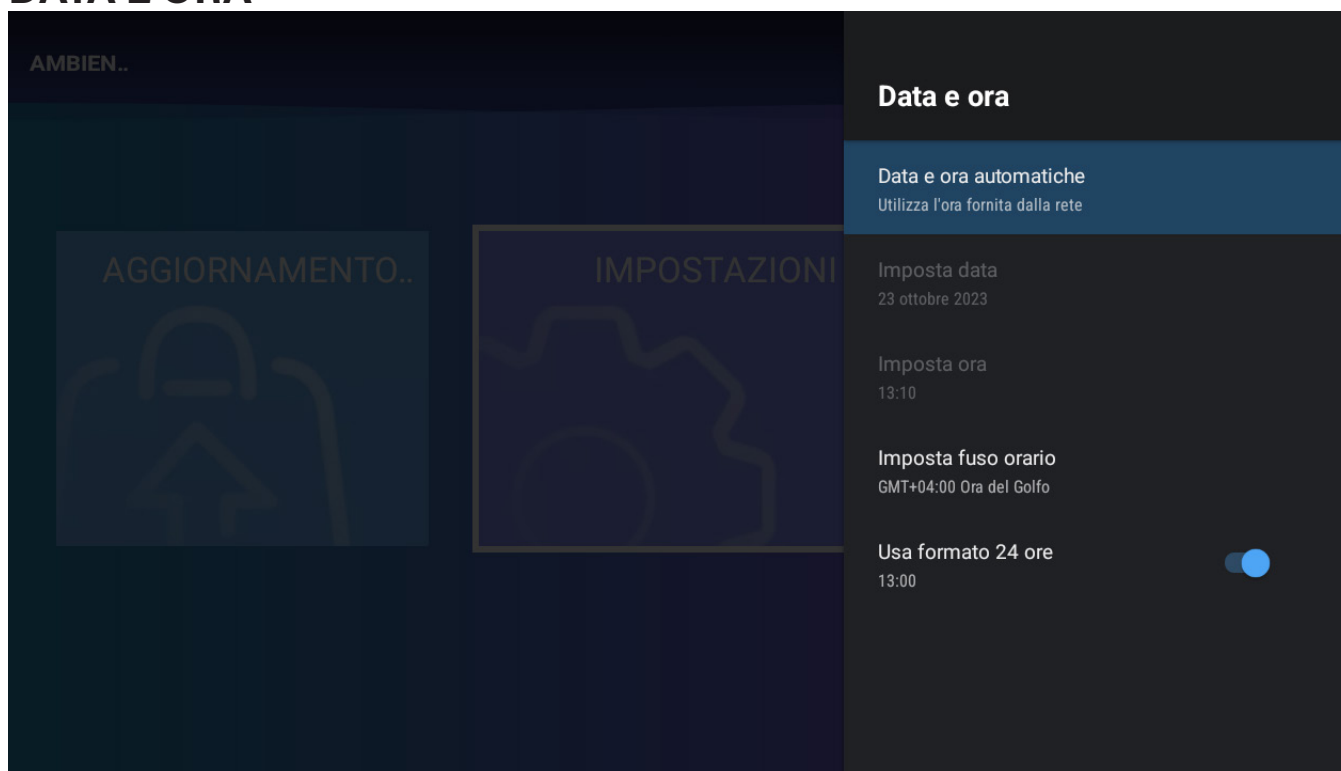 DATA E ORA
AMBIEN..
AGGIORNAMENTO..
IMPOSTAZIONI
Data e ora
Data e ora automatiche
Utilizza l'ora fornita dalla rete
Imposta data
23 ottobre 2023
Imposta ora
13:10
Imposta fuso orario
GMT+04:00 Ora del Golfo
Usa formato 24 ore
13:00